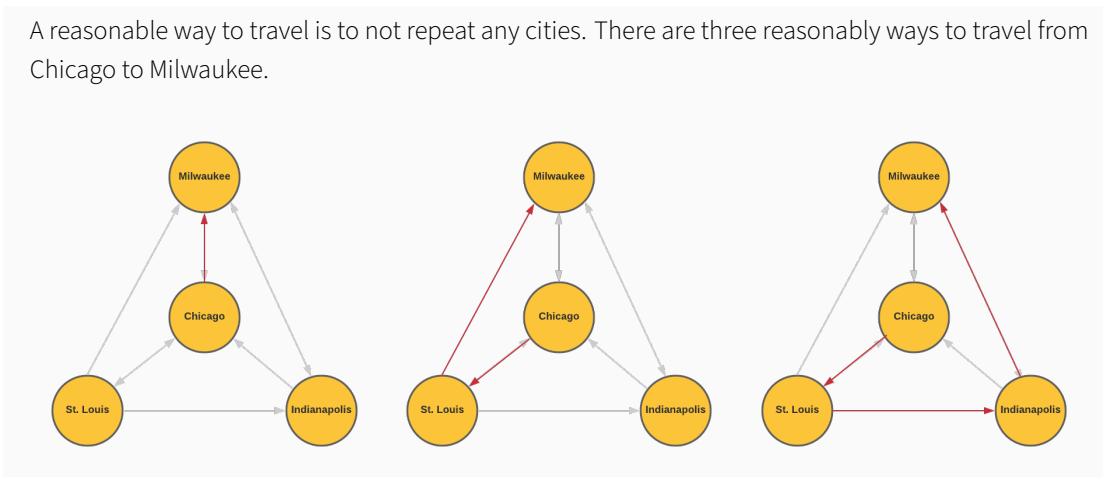 A reasonable way to travel is to not repeat any cities. There are three reasonably ways to travel from
Chicago to Milwaukee.
Milwaukee
Chicago
St. Louis
Indianapolis
Milwaukee
Chicago
St. Louis
Indianapolis
Milwaukee
Chicago
St. Louis
Indianapolis